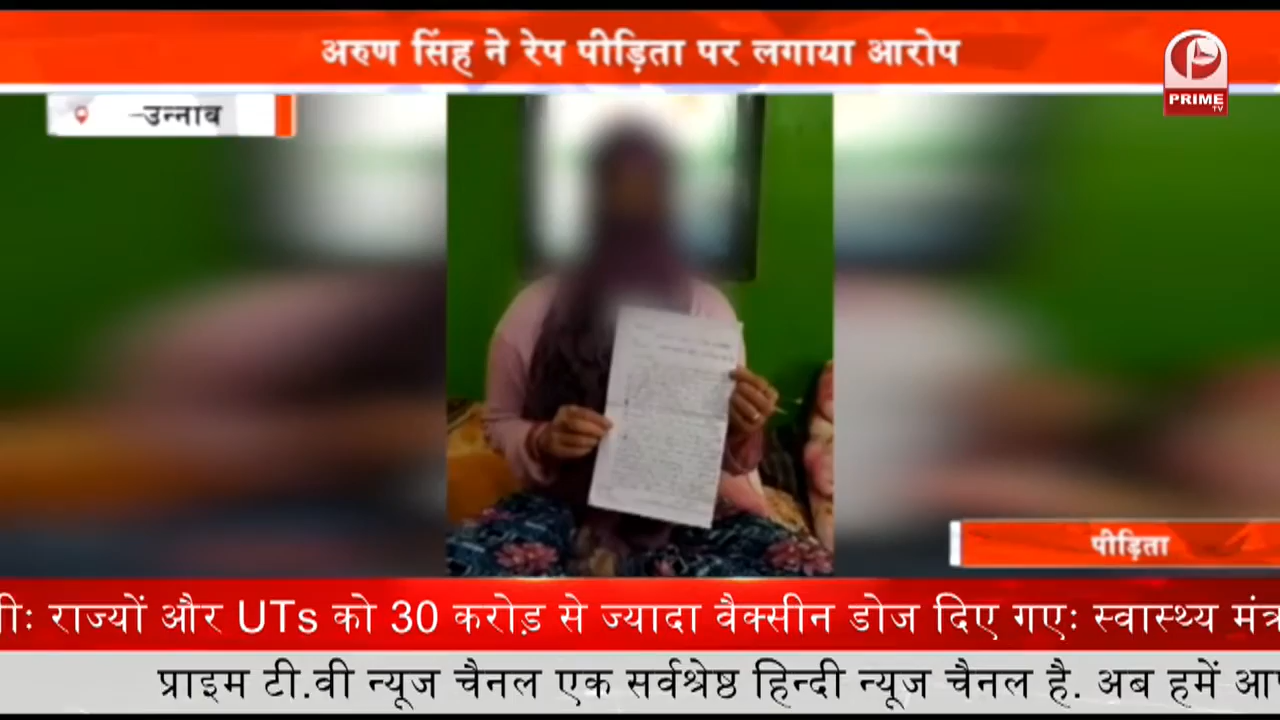 अरुण सिंह ने रेप पीड़िता पर लगाया आरोप
PRIME
TV
-उन्नाव
पीड़िता
राज्यों और UTs को 30 करोड़ से ज्यादा वैक्सीन डोज दिए गए: स्वास्थ्य
प्राइम टी.वी न्यूज चैनल एक सर्वश्रेष्ठ हिन्दी न्यूज चैनल है. अब हमें